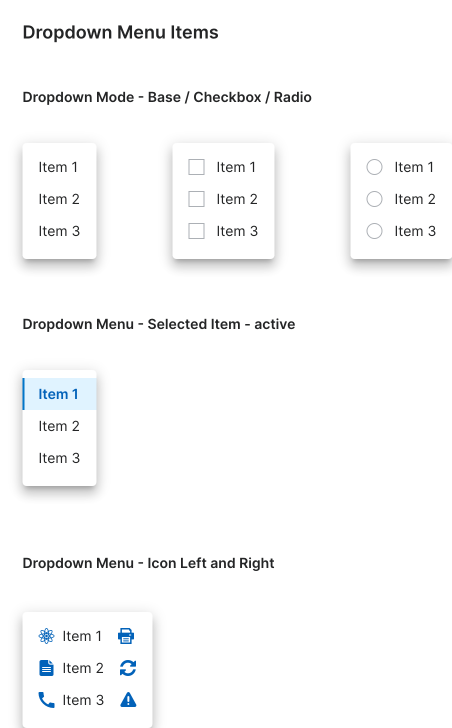 Dropdown Menu Items
Dropdown Mode - Base / Checkbox / Radio
Item 1
Item 2
Item 3
Item 1
Item 2
Item 3
Item 1
Item 2
Item 3
Dropdown Menu - Selected Item - active
Item 1
Item 2
Item 3
Dropdown Menu - Icon Left and Right
Item 1
Item 2
Item 3